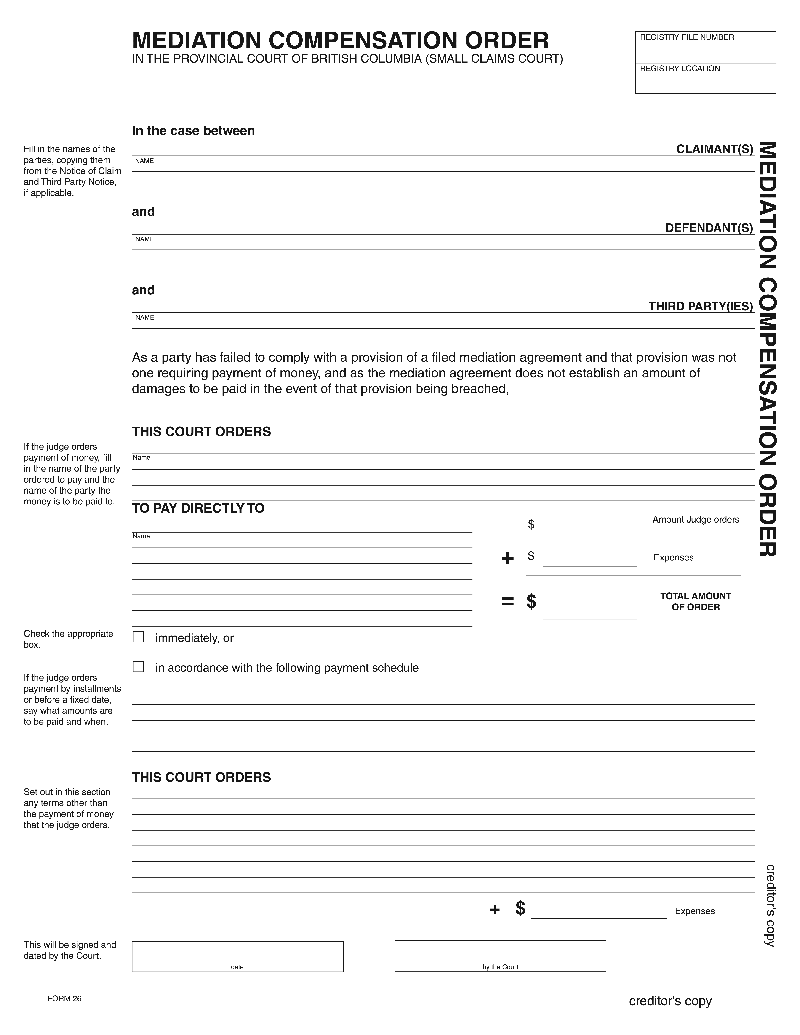 MEDIATION COMPENSATION ORDER
IN THE PROVINCIAL COURT OF BRITISH COLUMBIA (SMALL CLAIMS COURT)
REGISTRY FILE NUMBER
REGISTRY LOCATION
In the case between
Fill in the names of the
parties, copying them
from the Notice of Claim
and Third Party Notice,
if applicable.
CLAIMANT(S)
NAME
and
DEFENDANT(S)
NAME
and
THIRD PARTY(IES)
NAME
MEDIATION COMPENSATION ORDER
As a party has failed to comply with a provision of a filed mediation agreement and that provision was not
one requiring payment of money, and as the mediation agreement does not establish an amount of
damages to be paid in the event of that provision being breached,
THIS COURT ORDERS
If the judge orders
payment of money, fill
in the name of the party
ordered to pay and the
name of the party the
money is to be paid to.
Name
TO PAY DIRECTLY TO
Name
$ Amount Judge orders
+ $ Expenses
= $ TOTAL AMOUNT
OF ORDER
Check the appropriate
box.
immediately, or
in accordance with the following payment schedule
If the judge orders
payment by installments
or before a fixed date,
say what amounts are
to be paid and when.
THIS COURT ORDERS
Set out in this section
any terms other than
the payment of money
that the judge orders.
+ $ Expenses
This will be signed and
dated by the Court.
date
by the Court
creditor's copy
FORM 26
creditor's copy